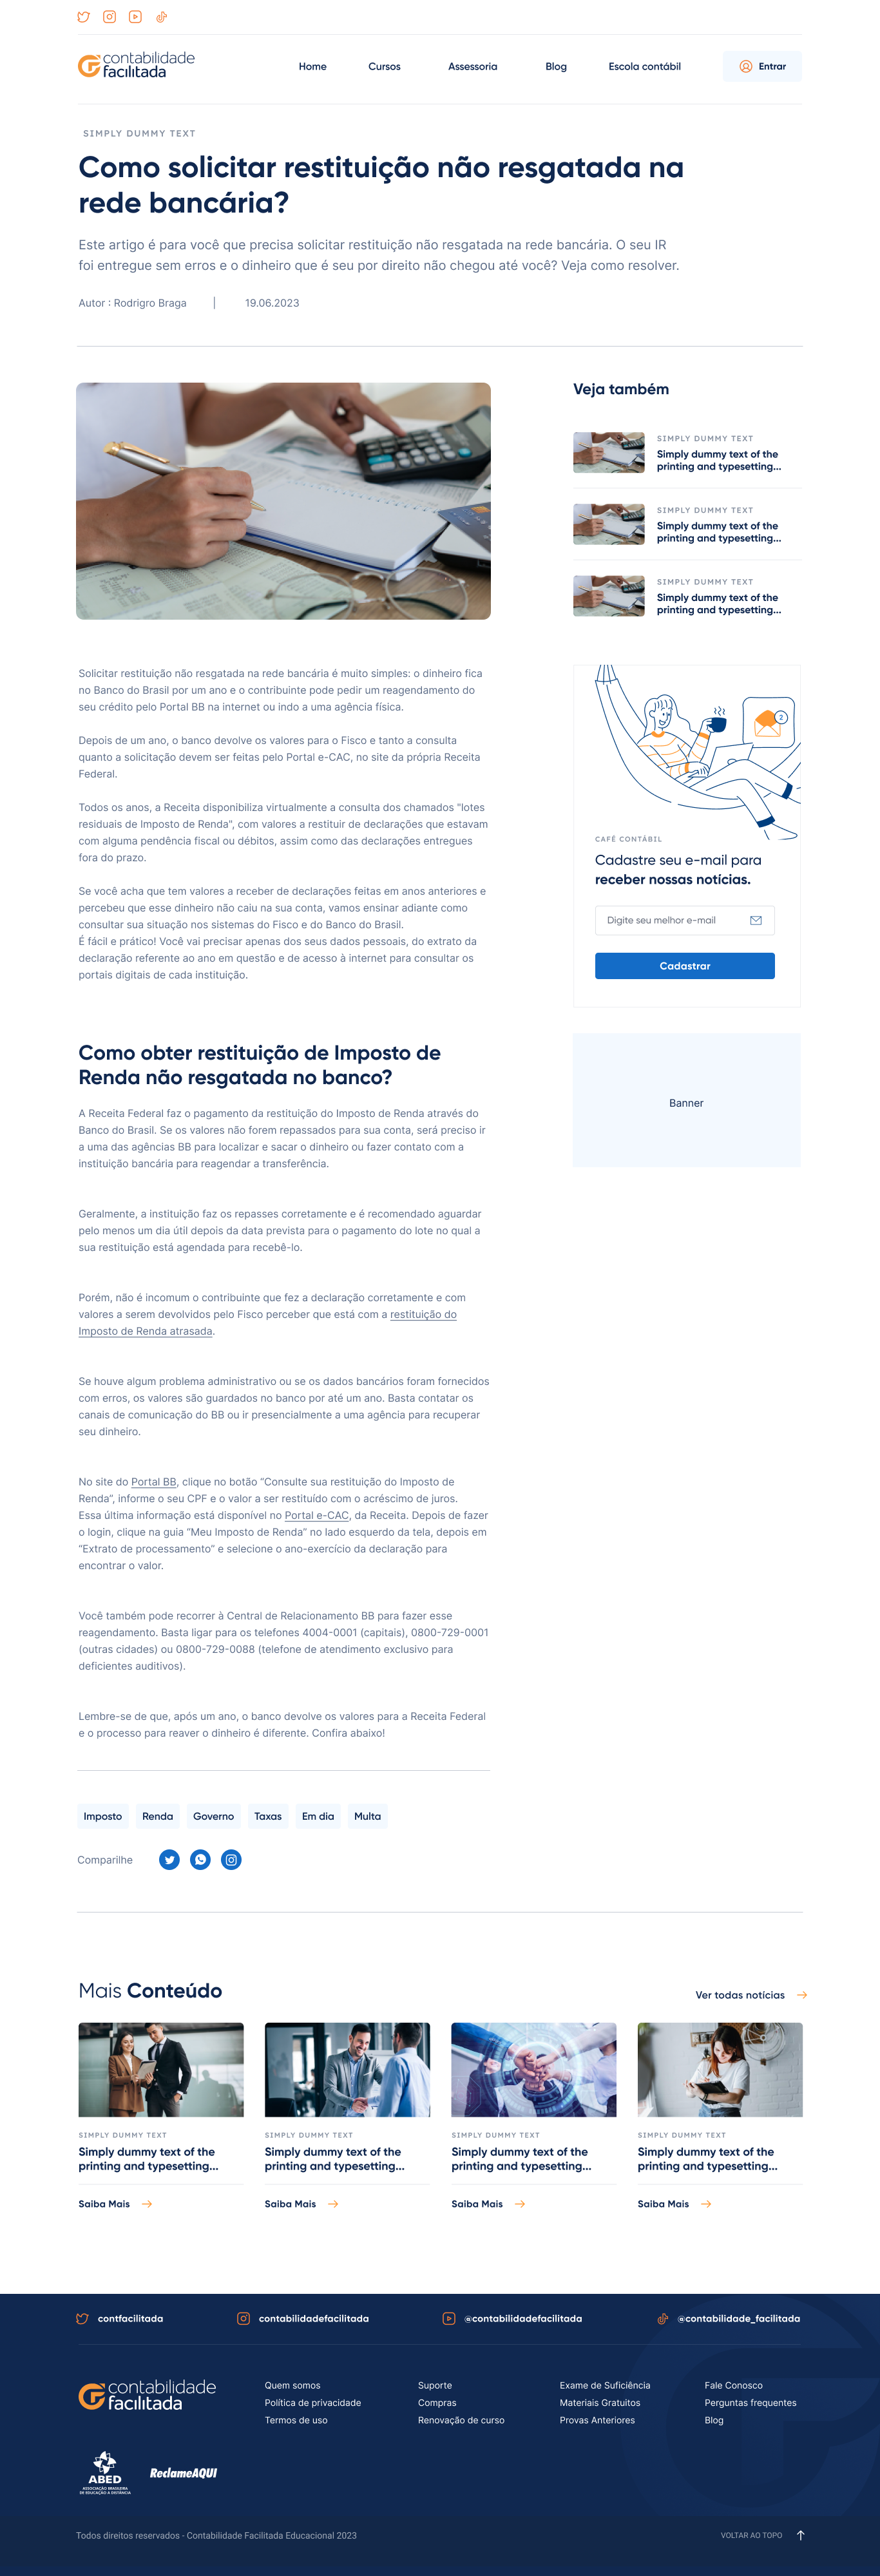 contabilidade
facilitada
Home
Cursos
Assessoria
Blog
Escola contábil
Entrar
SIMPLY DUMMY TEXT
Como solicitar restituição não resgatada na
rede bancária?
Este artigo é para você que precisa solicitar restituição não resgatada na rede bancária. O seu IR
foi entregue sem erros e o dinheiro que é seu por direito não chegou até você? Veja como resolver.
Autor : Rodrigro Braga | 19.06.2023
Solicitar restituição não resgatada na rede bancária é muito simples: o dinheiro fica
no Banco do Brasil por um ano e o contribuinte pode pedir um reagendamento do
seu crédito pelo Portal BB na internet ou indo a uma agência física.
Depois de um ano, o banco devolve os valores para o Fisco e tanto a consulta
quanto a solicitação devem ser feitas pelo Portal e-CAC, no site da própria Receita
Federal.
Todos os anos, a Receita disponibiliza virtualmente a consulta dos chamados "lotes
residuais de Imposto de Renda", com valores a restituir de declarações que estavam
com alguma pendência fiscal ou débitos, assim como das declarações entregues
fora do prazo.
Se você acha que tem valores a receber de declarações feitas em anos anteriores e
percebeu que esse dinheiro não caiu na sua conta, vamos ensinar adiante como
consultar sua situação nos sistemas do Fisco e do Banco do Brasil.
É fácil e prático! Você vai precisar apenas dos seus dados pessoais, do extrato da
declaração referente ao ano em questão e de acesso à internet para consultar os
portais digitais de cada instituição.
Como obter restituição de Imposto de
Renda não resgatada no banco?
A Receita Federal faz o pagamento da restituição do Imposto de Renda através do
Banco do Brasil. Se os valores não forem repassados para sua conta, será preciso ir
a uma das agências BB para localizar e sacar o dinheiro ou fazer contato com a
instituição bancária para reagendar a transferência.
Geralmente, a instituição faz os repasses corretamente e é recomendado aguardar
pelo menos um dia útil depois da data prevista para o pagamento do lote no qual a
sua restituição está agendada para recebê-lo.
Porém, não é incomum o contribuinte que fez a declaração corretamente e com
valores a serem devolvidos pelo Fisco perceber que está com a restituição do
Imposto de Renda atrasada.
Se houve algum problema administrativo ou se os dados bancários foram fornecidos
com erros, os valores são guardados no banco por até um ano. Basta contatar os
canais de comunicação do BB ou ir presencialmente a uma agência para recuperar
seu dinheiro.
No site do Portal BB, clique no botão "Consulte sua restituição do Imposto de
Renda", informe o seu CPF e o valor a ser restituído com o acréscimo de juros.
Essa última informação está disponível no Portal e-CAC, da Receita. Depois de fazer
o login, clique na guia "Meu Imposto de Renda" no lado esquerdo da tela, depois em
"Extrato de processamento" e selecione o ano-exercício da declaração para
encontrar o valor.
Você também pode recorrer à Central de Relacionamento BB para fazer esse
reagendamento. Basta ligar para os telefones 4004-0001 (capitais), 0800-729-0001
(outras cidades) ou 0800-729-0088 (telefone de atendimento exclusivo para
deficientes auditivos).
Lembre-se de que, após um ano, o banco devolve os valores para a Receita Federal
e o processo para reaver o dinheiro é diferente. Confira abaixo!
Imposto
Renda
Governo
Taxas
Em dia
Multa
Comparilhe
Veja também
SIMPLY DUMMY TEXT
Simply dummy text of the
printing and typesetting...
SIMPLY DUMMY TEXT
Simply dummy text of the
printing and typesetting...
SIMPLY DUMMY TEXT
Simply dummy text of the
printing and typesetting...
2
CAFÉ CONTÁBIL
Cadastre seu e-mail para
receber nossas notícias.
Digite seu melhor e-mail
Cadastrar
Banner
Mais Conteúdo
Ver todas notícias
SIMPLY DUMMY TEXT
Simply dummy text of the
printing and typesetting...
Saiba Mais
SIMPLY DUMMY TEXT
Simply dummy text of the
printing and typesetting...
Saiba Mais
SIMPLY DUMMY TEXT
Simply dummy text of the
printing and typesetting...
Saiba Mais
SIMPLY DUMMY TEXT
Simply dummy text of the
printing and typesetting...
Saiba Mais
contfacilitada
contabilidadefacilitada
@contabilidadefacilitada
@contabilidade_facilitada
contabilidade
facilitada
Quem somos
Política de privacidade
Termos de uso
Suporte
Compras
Renovação de curso
Exame de Suficiência
Materiais Gratuitos
Provas Anteriores
Fale Conosco
Perguntas frequentes
Blog
ABED
ASSOCIAÇÃO BRASILEIRA
DE EDUCAÇÃO A DISTÂNCIA
ReclameAQUI
Todos direitos reservados - Contabilidade Facilitada Educacional 2023
VOLTAR AO TOPO